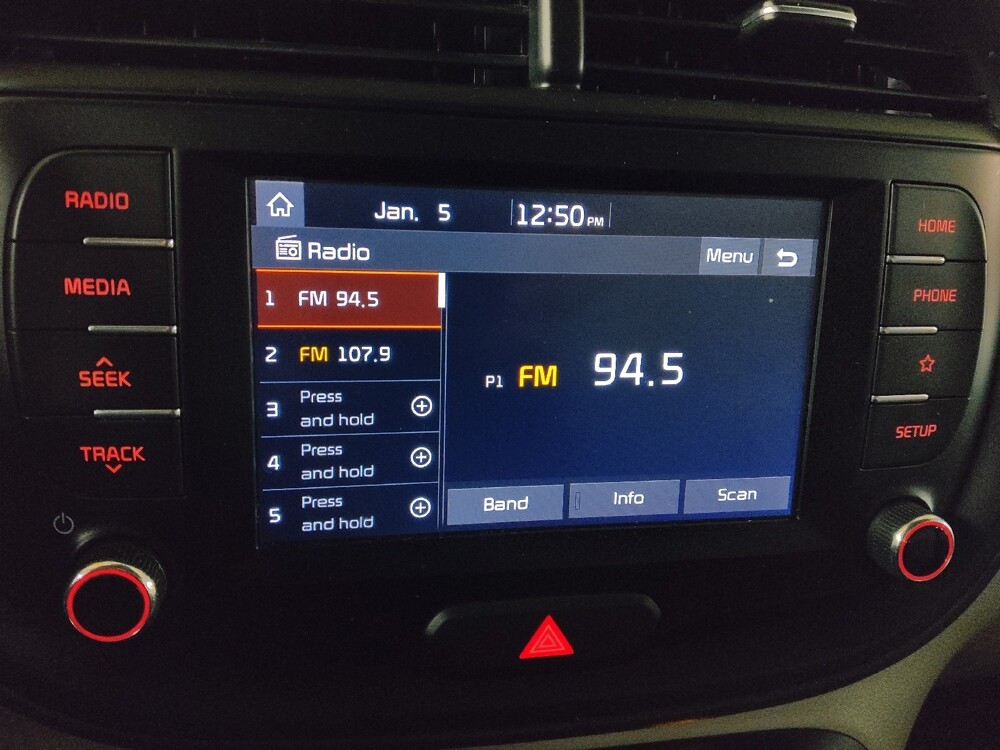 RADIO
MEDIA
SEEK
TRACK
Jan. 5 12:50 PM
Radio
Menu
1 FM 94.5
2 FM 107.9
3 Press
and hold
4 Press
and hold
5 Press
and hold
P1 FM 94.5
Band Info Scan
HOME
PHONE
SETUP